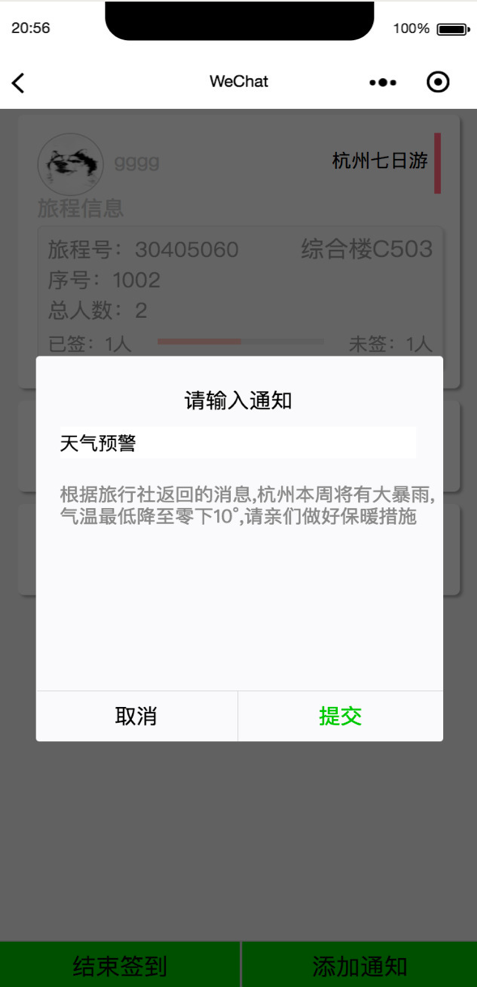 20:56
100%
WeChat
gggg
杭州七日游
旅程信息
旅程号：30405060
综合楼C503
序号：1002
总人数：2
已签：1人
未签：1人
请输入通知
天气预警
根据旅行社返回的消息,杭州本周将有大暴雨,
气温最低降至零下10°,请亲们做好保暖措施
取消
提交
结束签到
添加通知